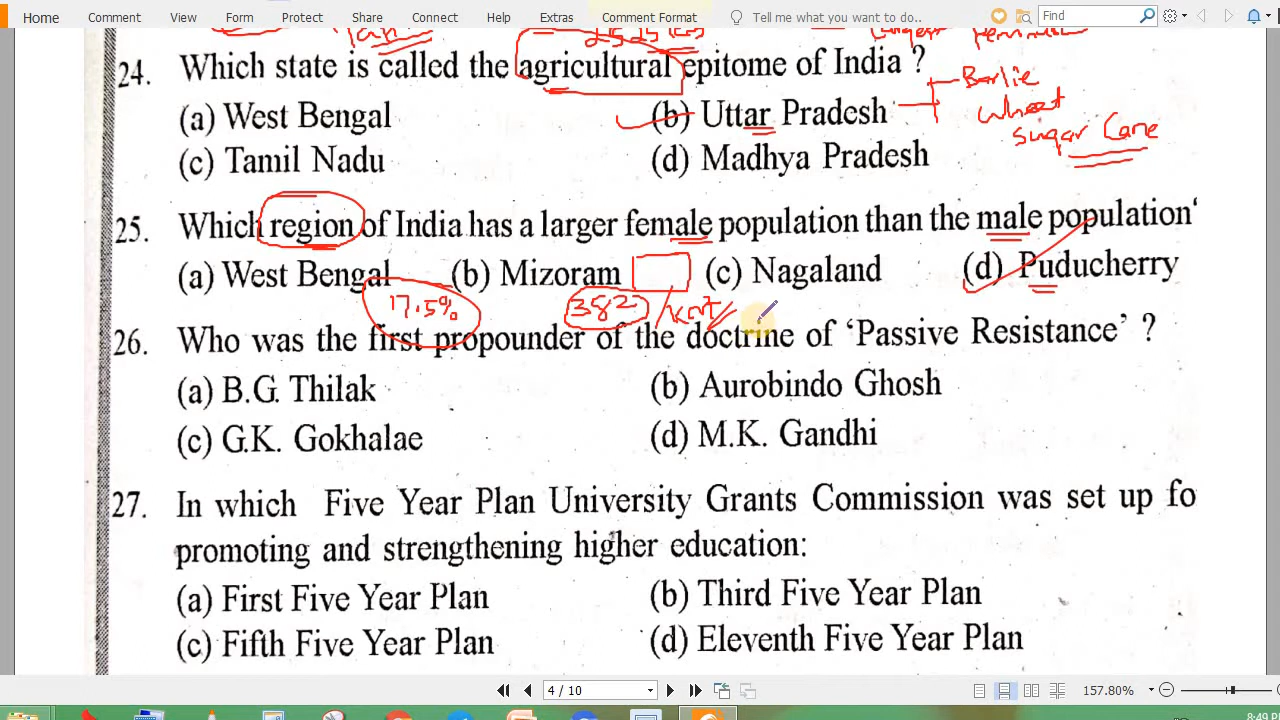 Home Comment View Form Protect Share Connect Help Extras Comment Format Tell me what you want to do.. Find
2525
24. Which state is called the agricultural epitome of India ?
Barlie
(a) West Bengal (b) Uttar Pradesh
Wheat
sugar Cane
(c) Tamil Nadu (d) Madhya Pradesh
25. Which region of India has a larger female population than the male population
(a) West Bengal (b) Mizoram (c) Nagaland (d) Puducherry
17.5% 382 /km²
26. Who was the first propounder of the doctrine of ‘Passive Resistance’ ?
(a) B.G. Thilak (b) Aurobindo Ghosh
(c) G.K. Gokhalae (d) M.K. Gandhi
27. In which Five Year Plan University Grants Commission was set up fo
promoting and strengthening higher education:
(a) First Five Year Plan (b) Third Five Year Plan
(c) Fifth Five Year Plan (d) Eleventh Five Year Plan
4 / 10 157.80%